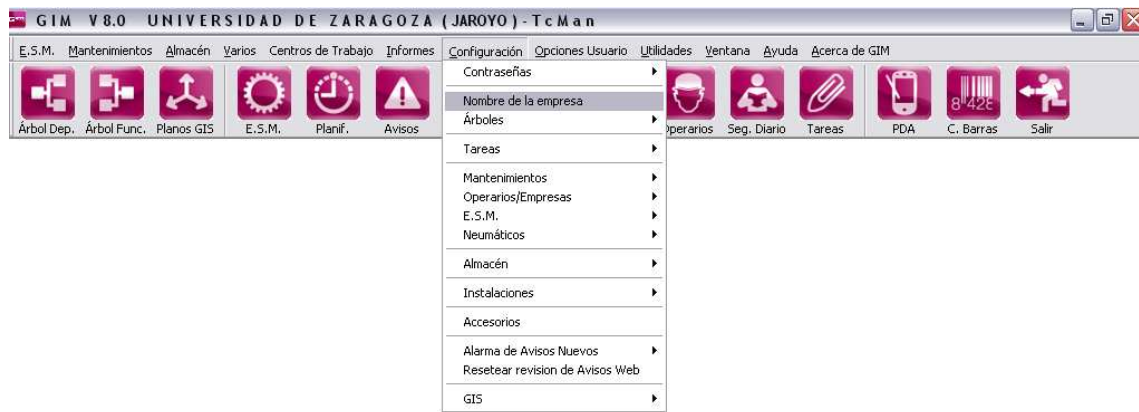 GIM V8.0 UNIVERSIDAD DE ZARAGOZA (JAROYO)-TcMan
E.S.M. Mantenimientos Almacén Varios Centros de Trabajo Informes Configuración Opciones Usuario Utilidades Ventana Ayuda Acerca de GIM
Árbol Dep. Árbol Func. Planos GIS E.S.M. Planif. Avisos Operarios Seg. Diario Tareas PDA C. Barras Salir
Contraseñas
Nombre de la empresa
Árboles
Tareas
Mantenimientos
Operarios/Empresas
E.S.M.
Neumáticos
Almacén
Instalaciones
Accesorios
Alarma de Avisos Nuevos
Resetear revision de Avisos Web
GIS